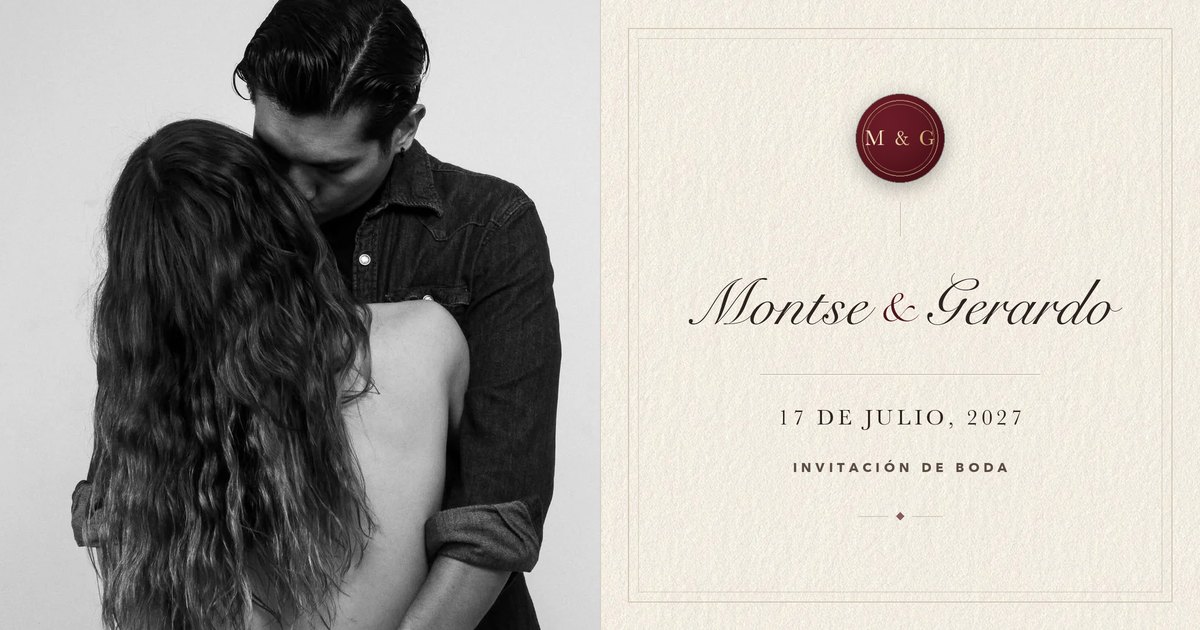 M & G
Montse & Gerardo
17 DE JULIO, 2027
INVITACIÓN DE BODA